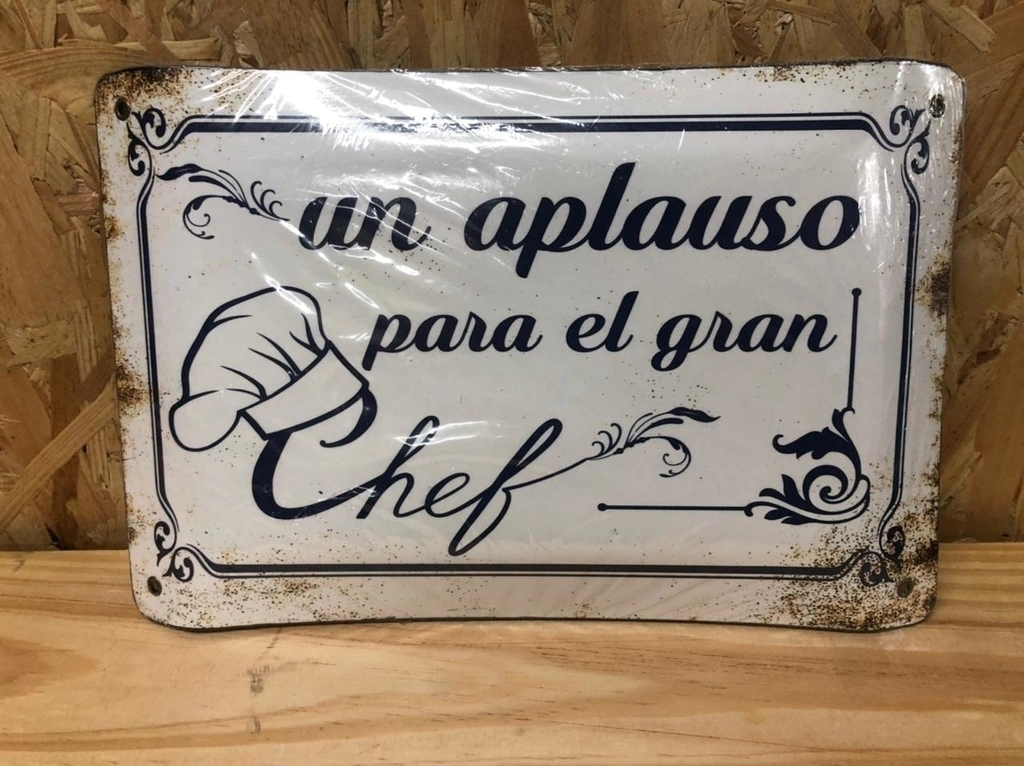 un aplauso
para el gran
Chef